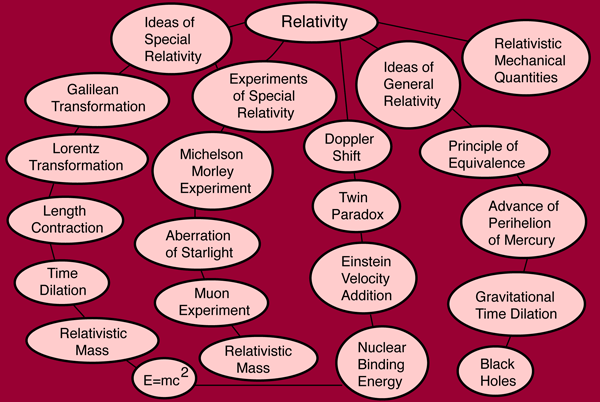 Relativity
Ideas of
Special
Relativity
Experiments
of Special
Relativity
Ideas of
General
Relativity
Relativistic
Mechanical
Quantities
Galilean
Transformation
Lorentz
Transformation
Length
Contraction
Time
Dilation
Relativistic
Mass
E=mc²
Michelson
Morley
Experiment
Aberration
of Starlight
Muon
Experiment
Relativistic
Mass
Doppler
Shift
Twin
Paradox
Einstein
Velocity
Addition
Nuclear
Binding
Energy
Principle of
Equivalence
Advance of
Perihelion
of Mercury
Gravitational
Time Dilation
Black
Holes